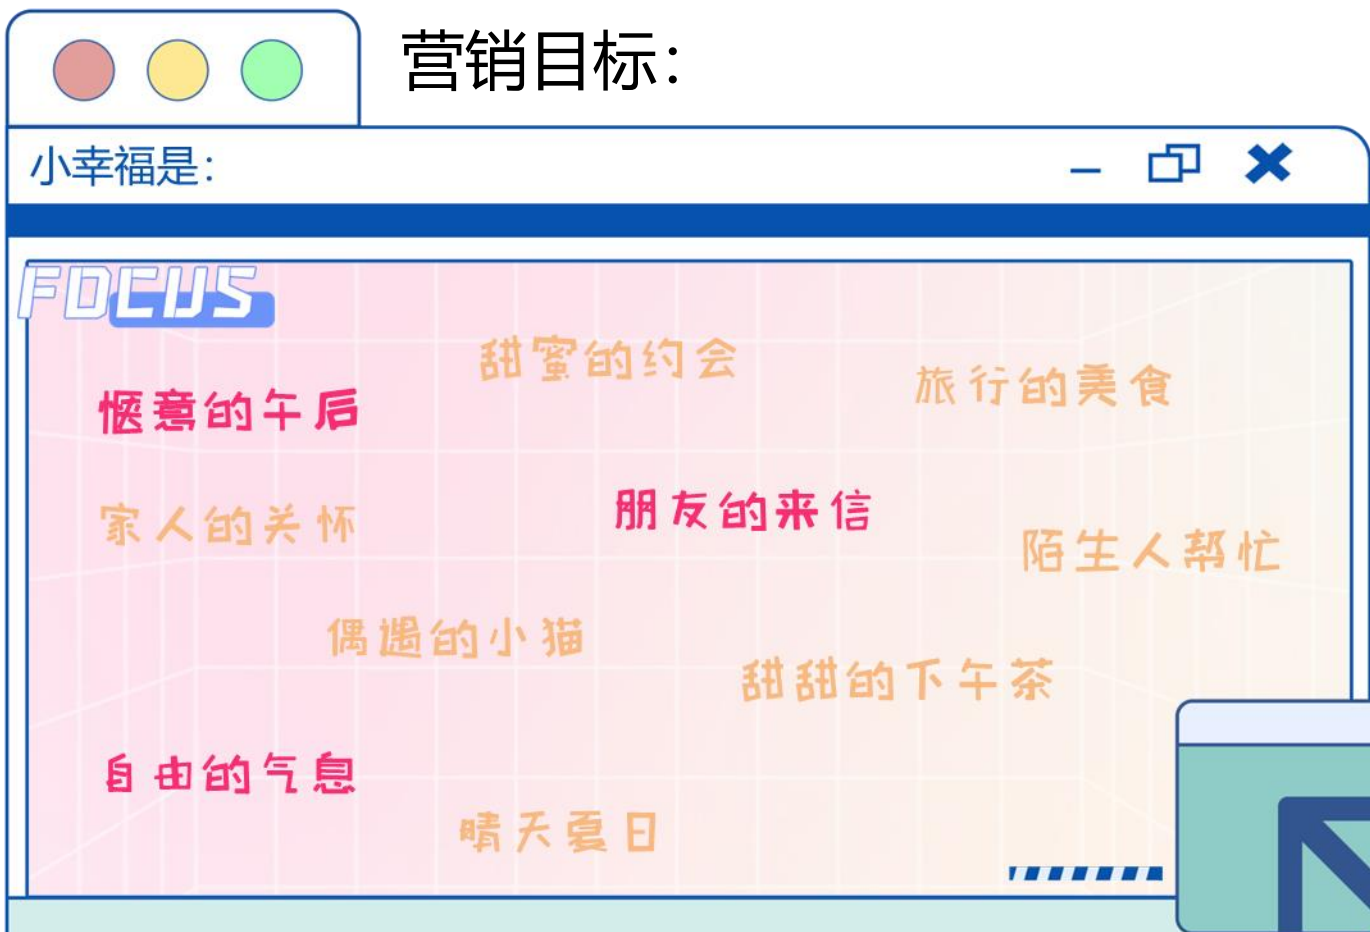 营销目标：
小幸福是：
FOCUS
甜蜜的约会
旅行的美食
惬意的午后
朋友的来信
家人的关怀
陌生人帮忙
偶遇的小猫
甜甜的下午茶
自由的气息
晴天夏日